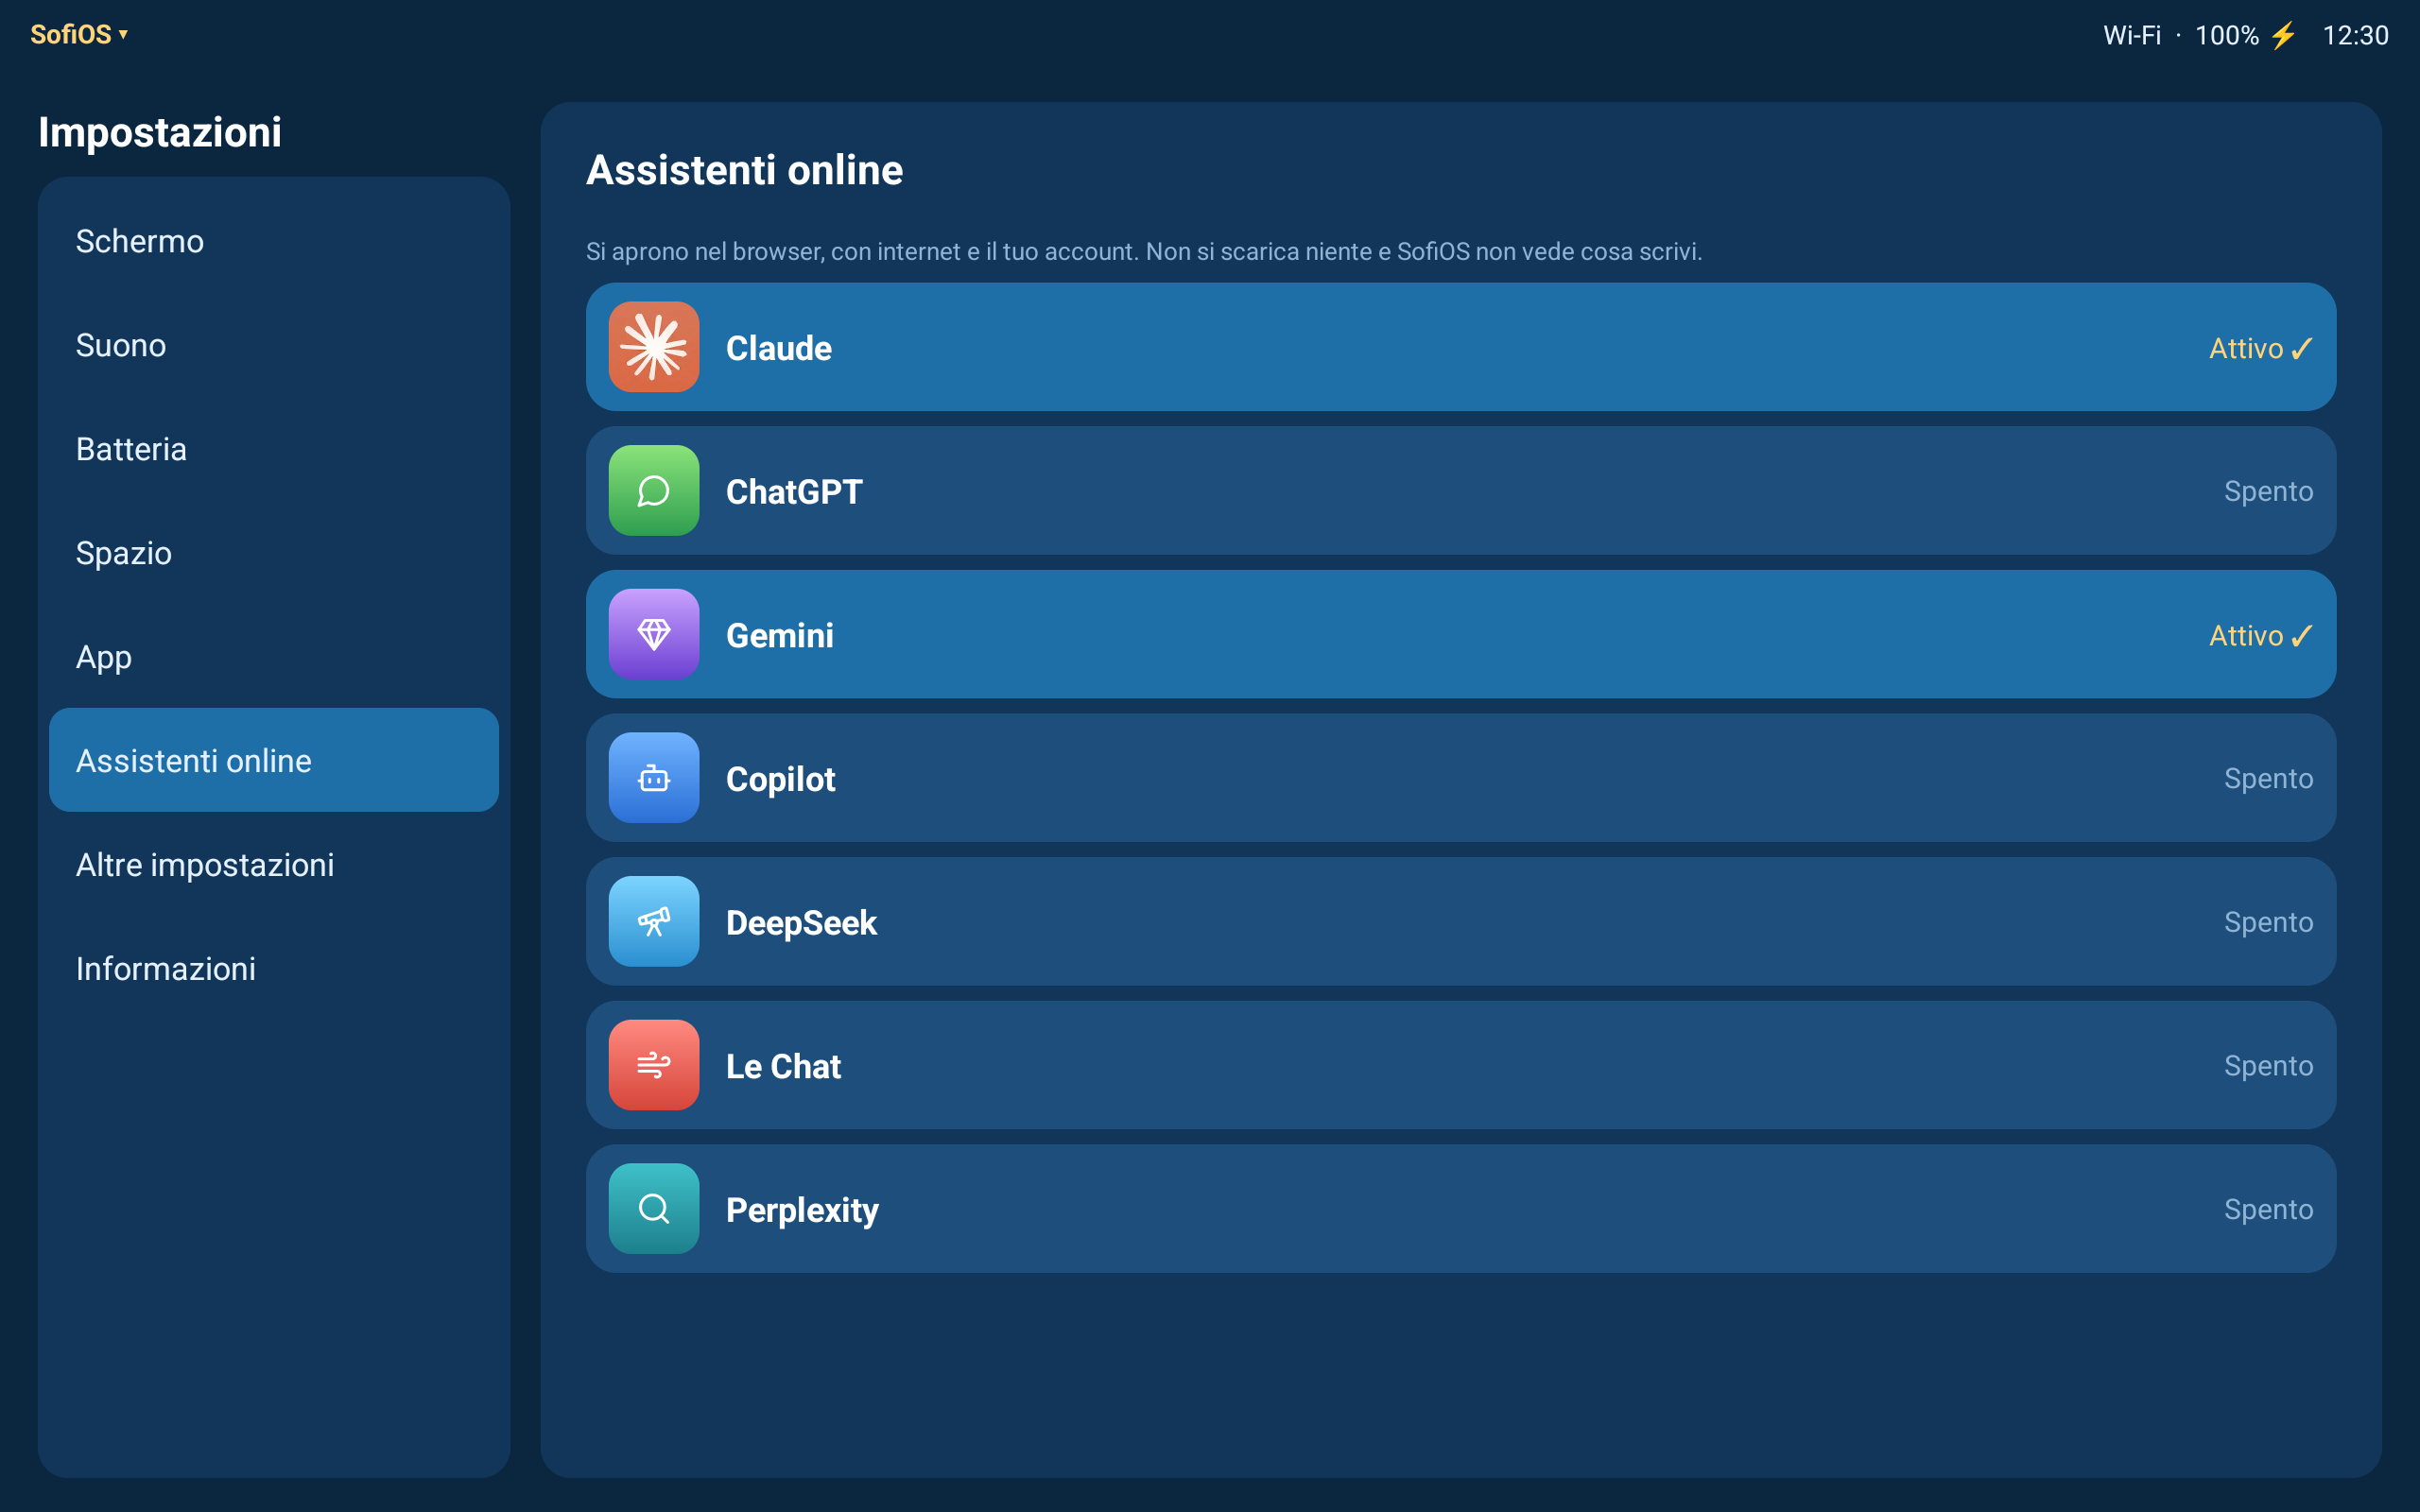 SofiOS ▾
Wi-Fi · 100% ⚡ 12:30
Impostazioni
Schermo
Suono
Batteria
Spazio
App
Assistenti online
Altre impostazioni
Informazioni
Assistenti online
Si aprono nel browser, con internet e il tuo account. Non si scarica niente e SofiOS non vede cosa scrivi.
Claude
Attivo ✓
ChatGPT
Spento
Gemini
Attivo ✓
Copilot
Spento
DeepSeek
Spento
Le Chat
Spento
Perplexity
Spento